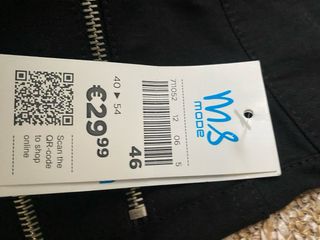 ms
mode
71052 12 06 5
46
40 ► 54
€29.99
Scan the
QR-code
to shop
online